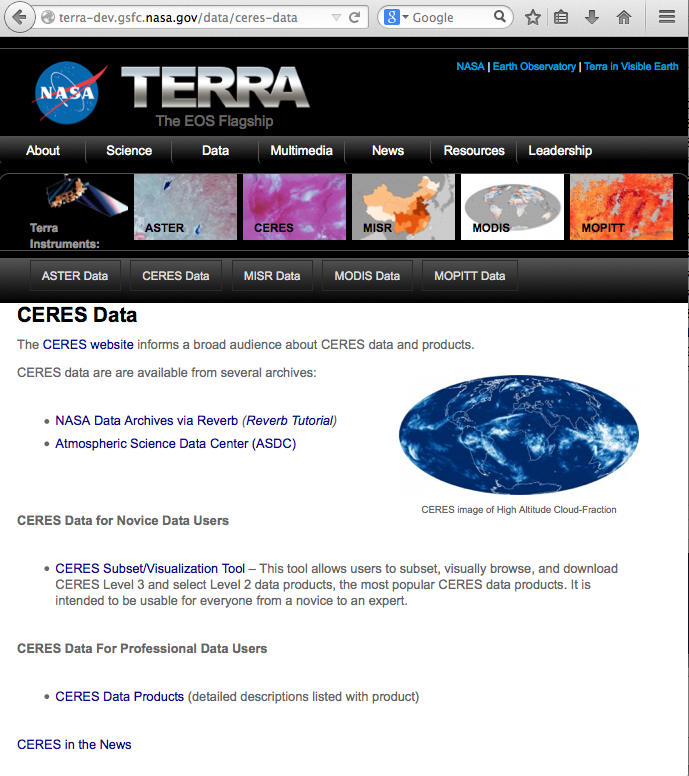 terra-dev.gsfc.nasa.gov/data/ceres-data
Google
NASA | Earth Observatory | Terra in Visible Earth
NASA
TERRA
The EOS Flagship
About Science Data Multimedia News Resources Leadership
Terra
Instruments:
ASTER CERES MISR MODIS MOPITT
ASTER Data CERES Data MISR Data MODIS Data MOPITT Data
CERES Data
The CERES website informs a broad audience about CERES data and products.
CERES data are are available from several archives:
NASA Data Archives via Reverb (Reverb Tutorial)
Atmospheric Science Data Center (ASDC)
CERES image of High Altitude Cloud-Fraction
CERES Data for Novice Data Users
CERES Subset/Visualization Tool – This tool allows users to subset, visually browse, and download
CERES Level 3 and select Level 2 data products, the most popular CERES data products. It is
intended to be usable for everyone from a novice to an expert.
CERES Data For Professional Data Users
CERES Data Products (detailed descriptions listed with product)
CERES in the News